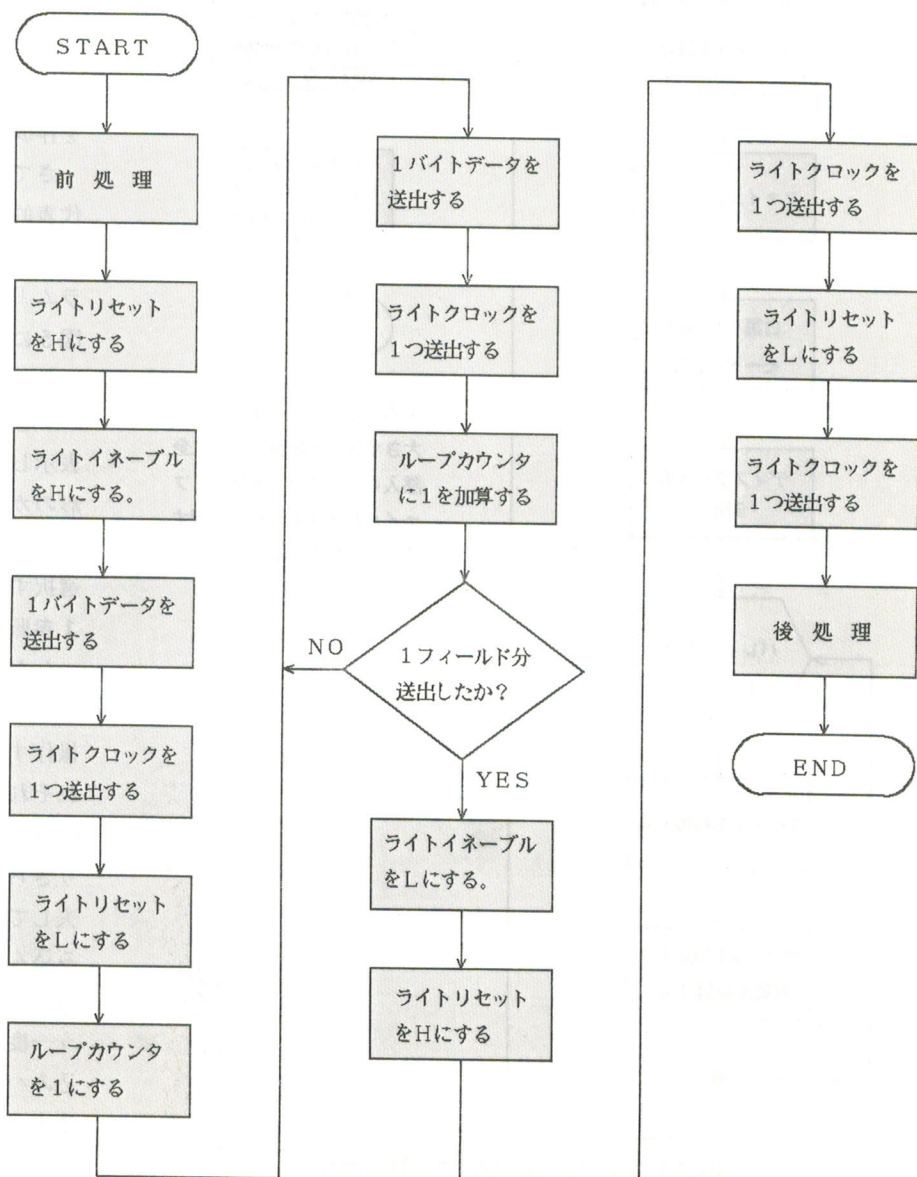 START
前 処 理
ライトリセット
をHにする
ライトイネーブル
をHにする。
1バイトデータを
送出する
ライトクロックを
1つ送出する
ライトリセット
をLにする
ループカウンタ
を1にする
1バイトデータを
送出する
ライトクロックを
1つ送出する
ループカウンタ
に1を加算する
1フィールド分
送出したか？
NO
YES
ライトイネーブル
をLにする。
ライトリセット
をHにする
ライトクロックを
1つ送出する
ライトリセット
をLにする
ライトクロックを
1つ送出する
後 処 理
END